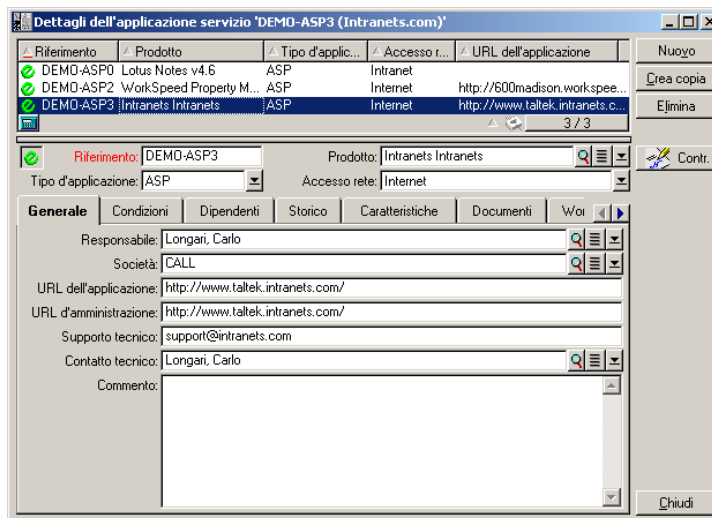 Dettagli dell'applicazione servizio 'DEMO-ASP3 (Intranets.com)'
Riferimento Prodotto Tipo d'applic... Accesso r... URL dell'applicazione
DEMO-ASP0 Lotus Notes v4.6 ASP Intranet
DEMO-ASP2 WorkSpeed Property M... ASP Internet http://600madison.workspee...
DEMO-ASP3 Intranets Intranets ASP Internet http://www.taltek.intranets.c...
3 / 3
Nuovo
Crea copia
Elimina
Contr.
Riferimento: DEMO-ASP3 Prodotto: Intranets Intranets
Tipo d'applicazione: ASP Accesso rete: Internet
Generale Condizioni Dipendenti Storico Caratteristiche Documenti Wor
Responsabile: Longari, Carlo
Società: CALL
URL dell'applicazione: http://www.taltek.intranets.com/
URL d'amministrazione: http://www.taltek.intranets.com/
Supporto tecnico: support@intranets.com
Contatto tecnico: Longari, Carlo
Commento:
Chiudi